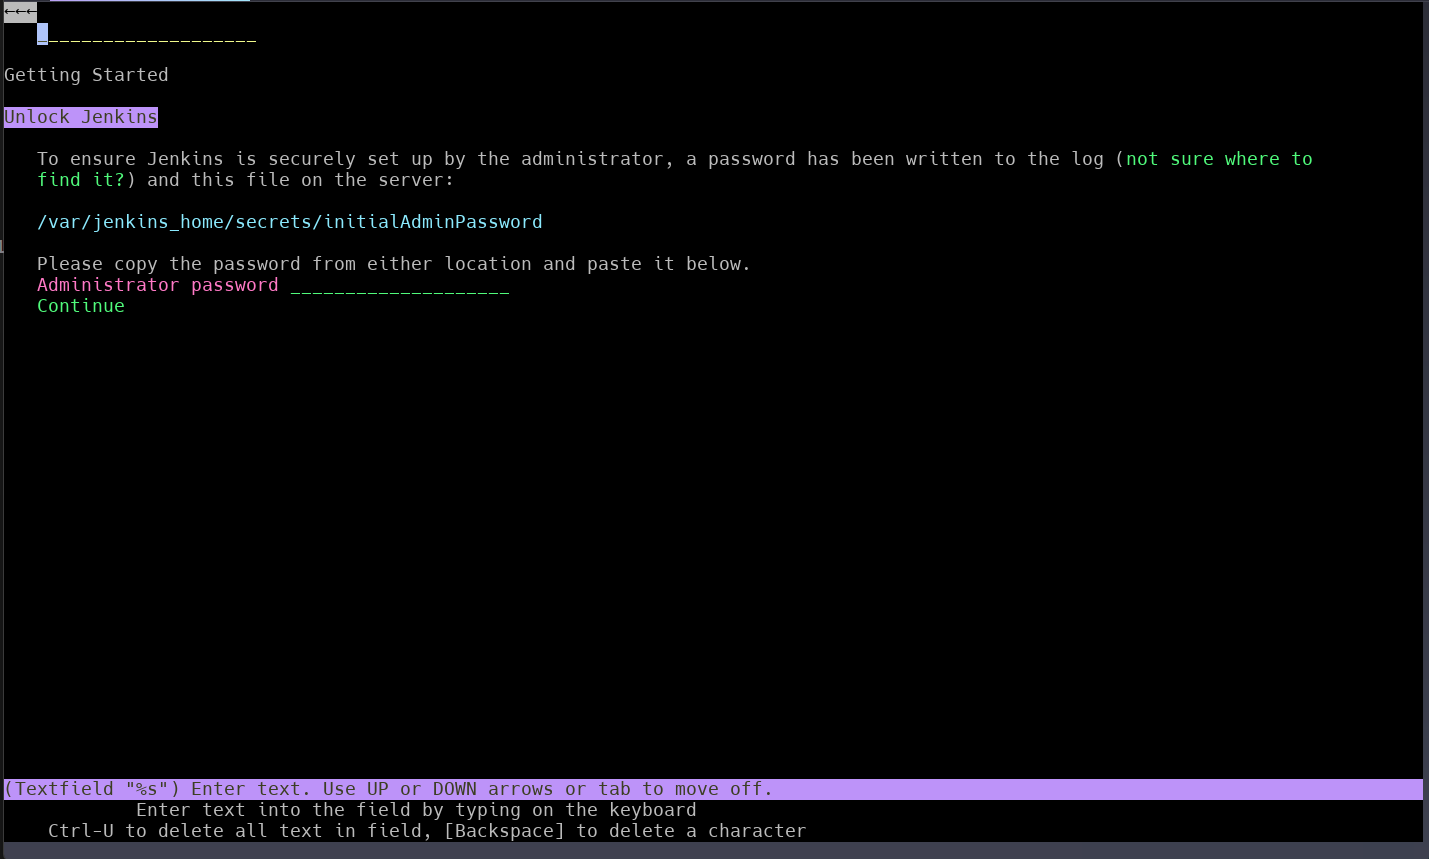 ←←←
____________________
Getting Started
Unlock Jenkins
To ensure Jenkins is securely set up by the administrator, a password has been written to the log (not sure where to
find it?) and this file on the server:
/var/jenkins_home/secrets/initialAdminPassword
Please copy the password from either location and paste it below.
Administrator password ____________________
Continue
(Textfield "%s") Enter text. Use UP or DOWN arrows or tab to move off.
Enter text into the field by typing on the keyboard
Ctrl-U to delete all text in field, [Backspace] to delete a character